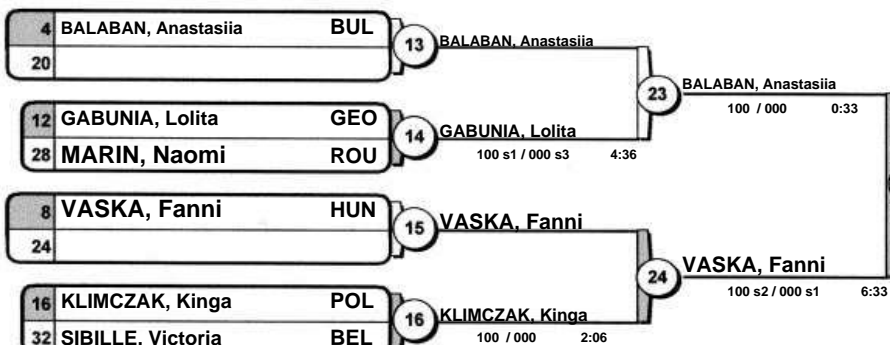 4 BALABAN, Anastasiia BUL
20
13 BALABAN, Anastasiia
12 GABUNIA, Lolita GEO
28 MARIN, Naomi ROU
14 GABUNIA, Lolita
100 s1 / 000 s3 4:36
23 BALABAN, Anastasiia
100 / 000 0:33
8 VASKA, Fanni HUN
24
15 VASKA, Fanni
16 KLIMCZAK, Kinga POL
32 SIBILLE, Victoria BEL
16 KLIMCZAK, Kinga
100 / 000 2:06
24 VASKA, Fanni
100 s2 / 000 s1 6:33